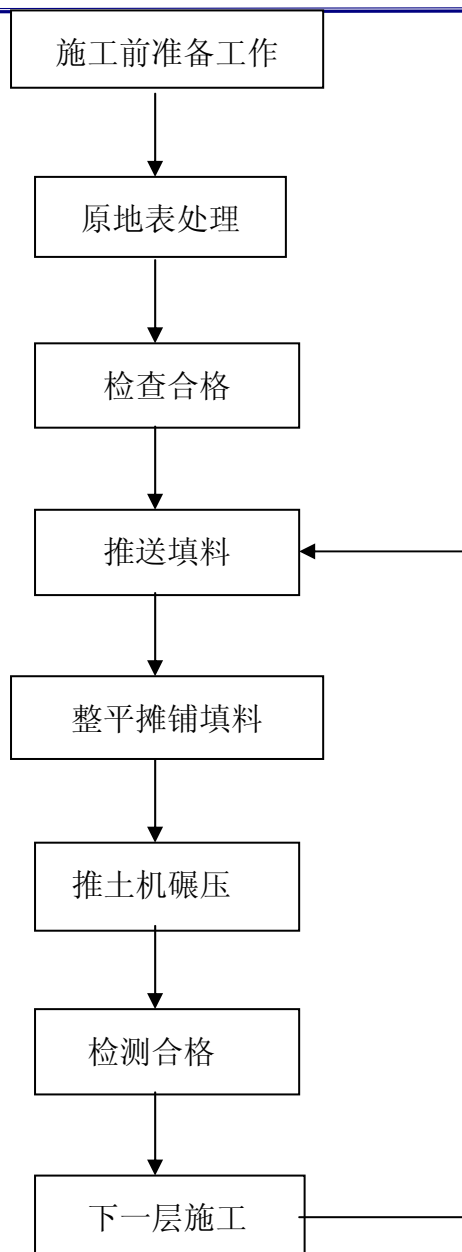 施工前准备工作
原地表处理
检查合格
推送填料
整平摊铺填料
推土机碾压
检测合格
下一层施工